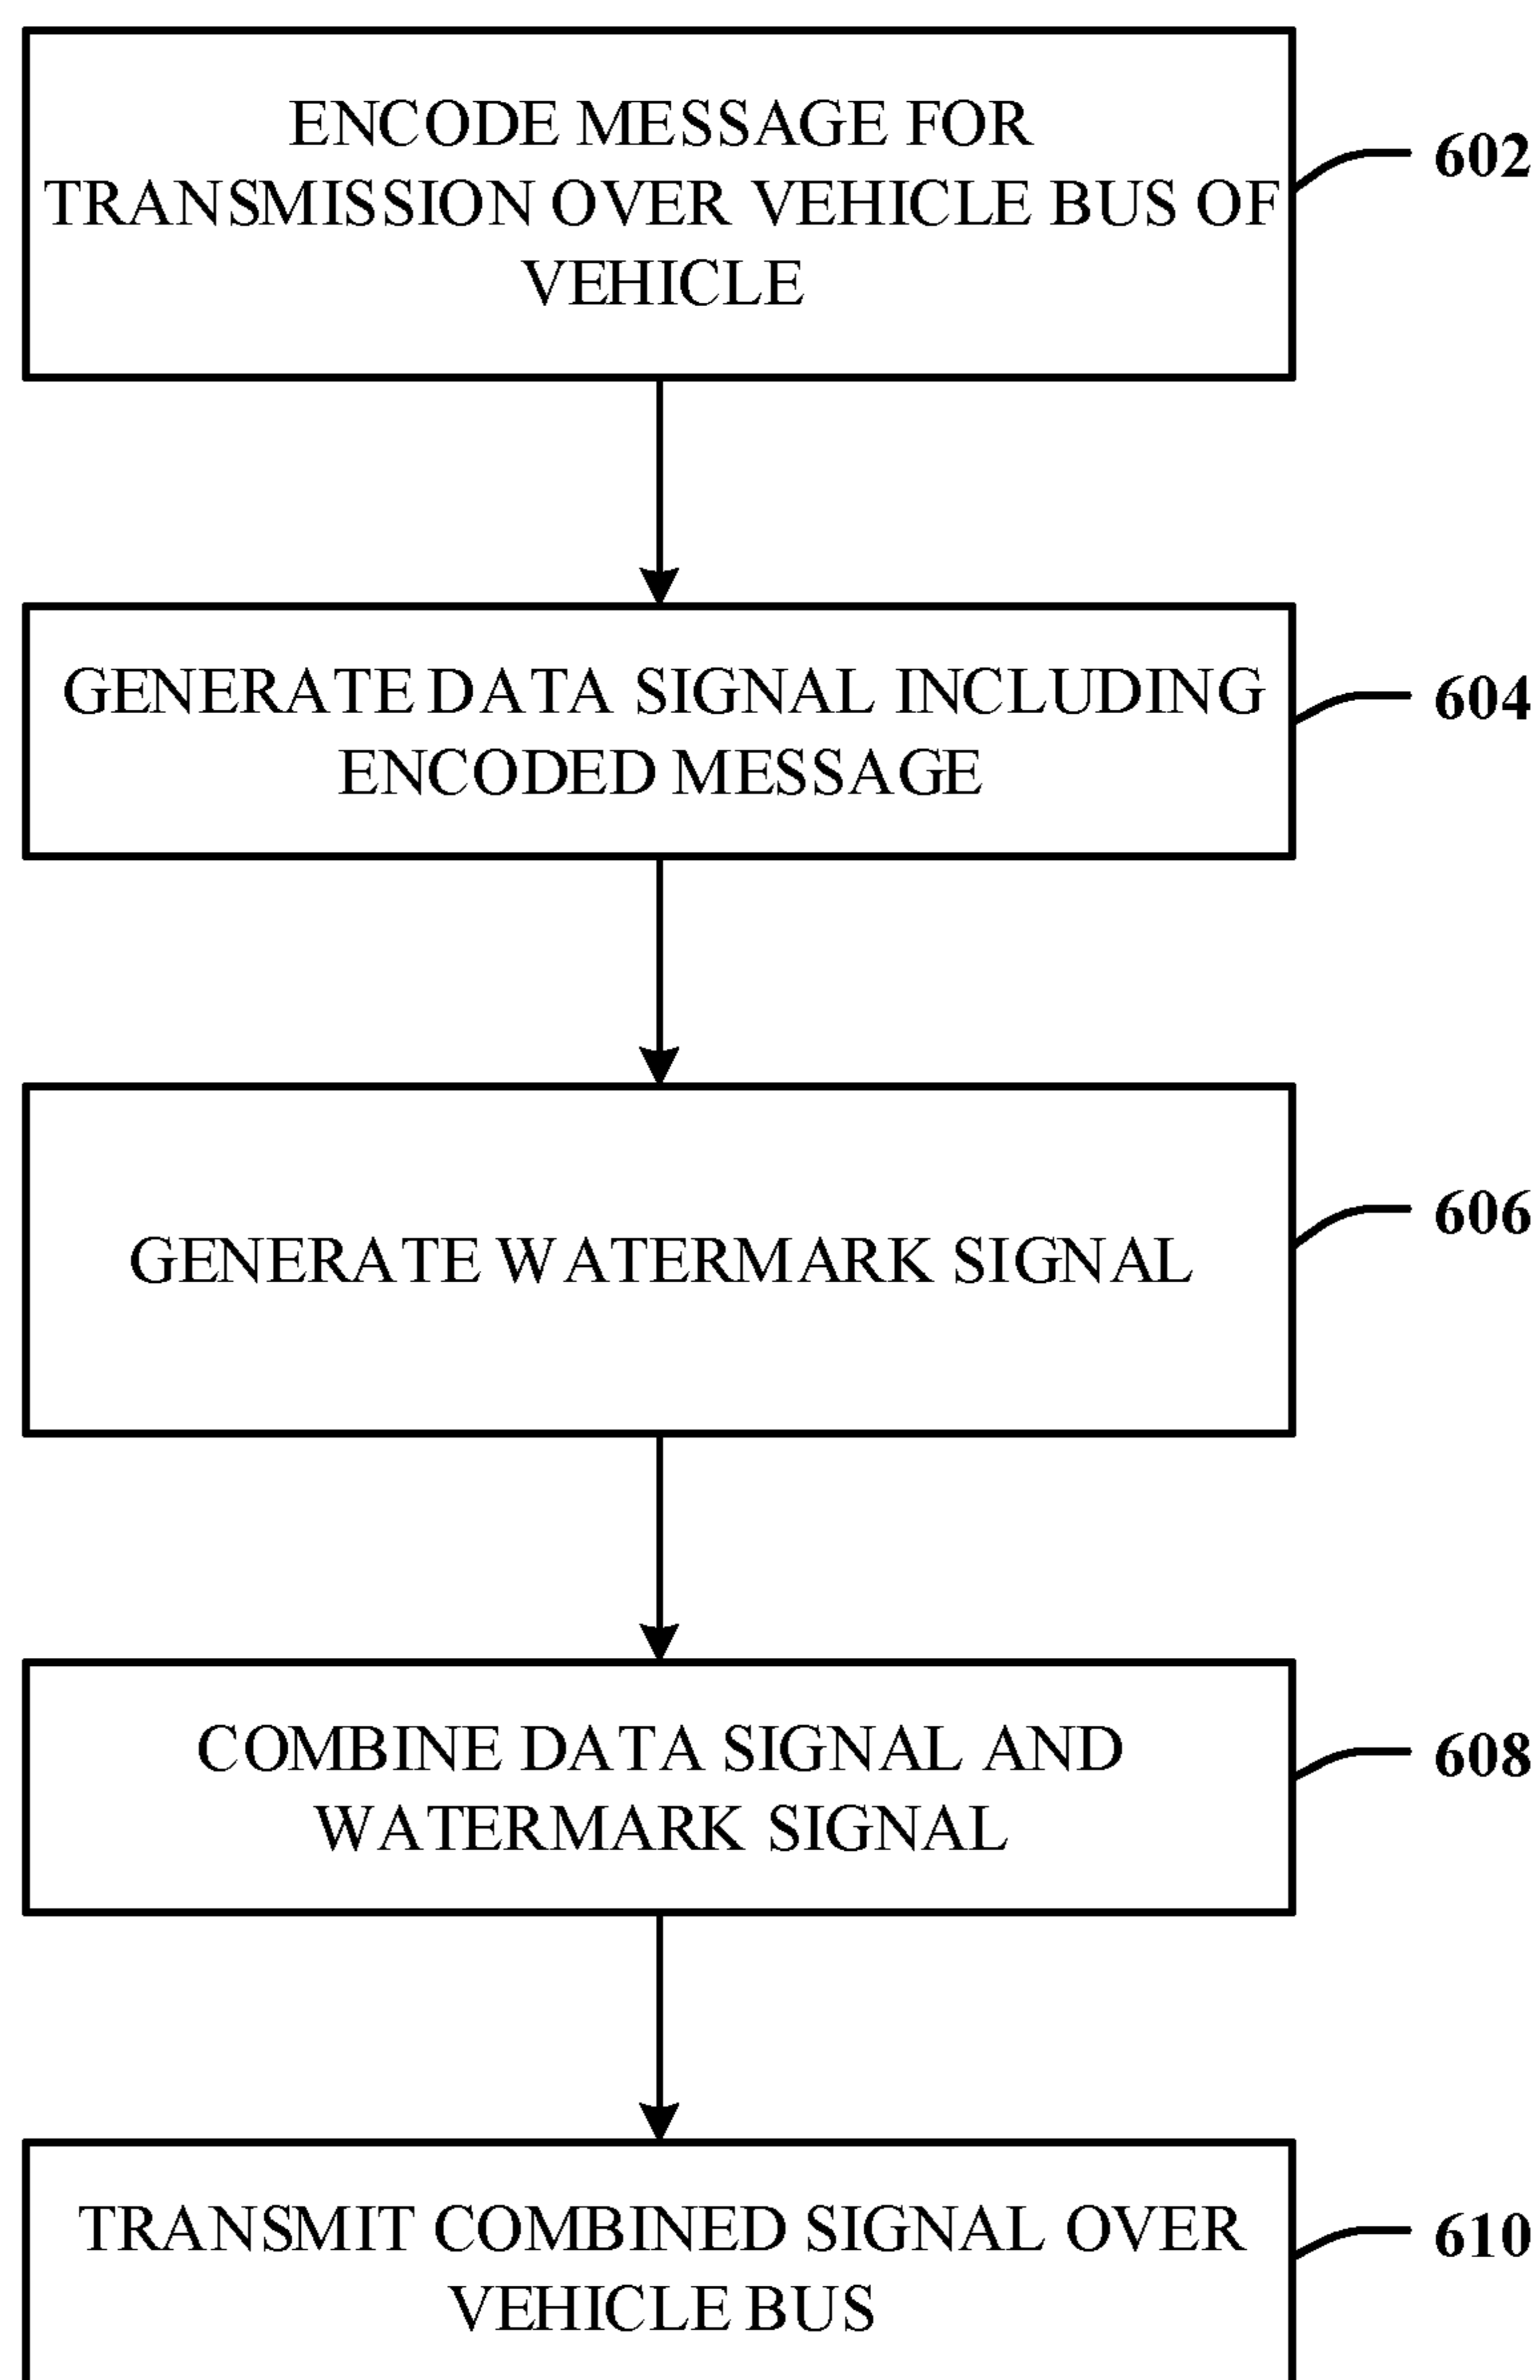 ENCODE MESSAGE FOR
TRANSMISSION OVER VEHICLE BUS OF
VEHICLE
602
GENERATE DATA SIGNAL INCLUDING
ENCODED MESSAGE
604
GENERATE WATERMARK SIGNAL
606
COMBINE DATA SIGNAL AND
WATERMARK SIGNAL
608
TRANSMIT COMBINED SIGNAL OVER
VEHICLE BUS
610